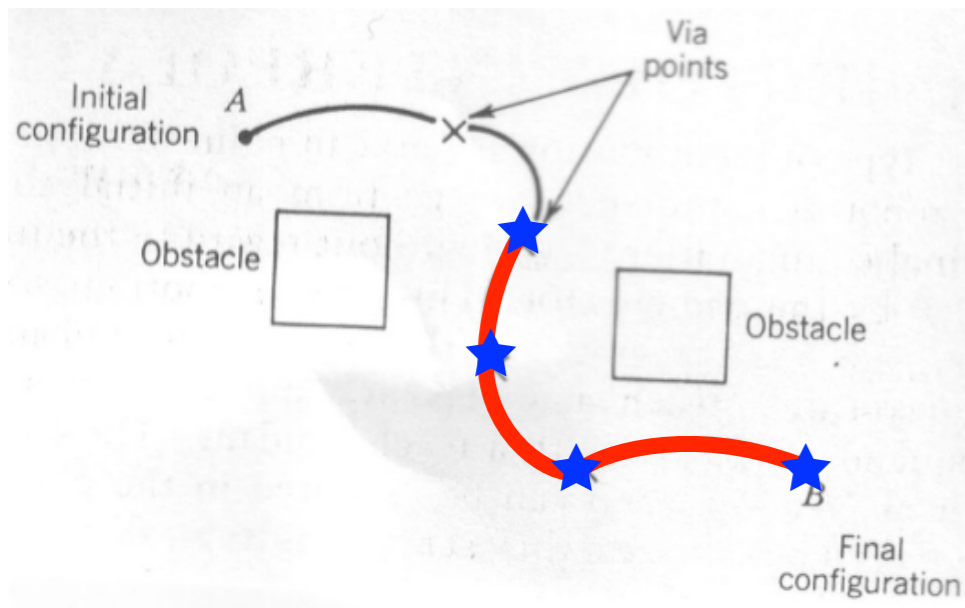 Via
points
Initial
configuration
A
Obstacle
Obstacle
B
Final
configuration